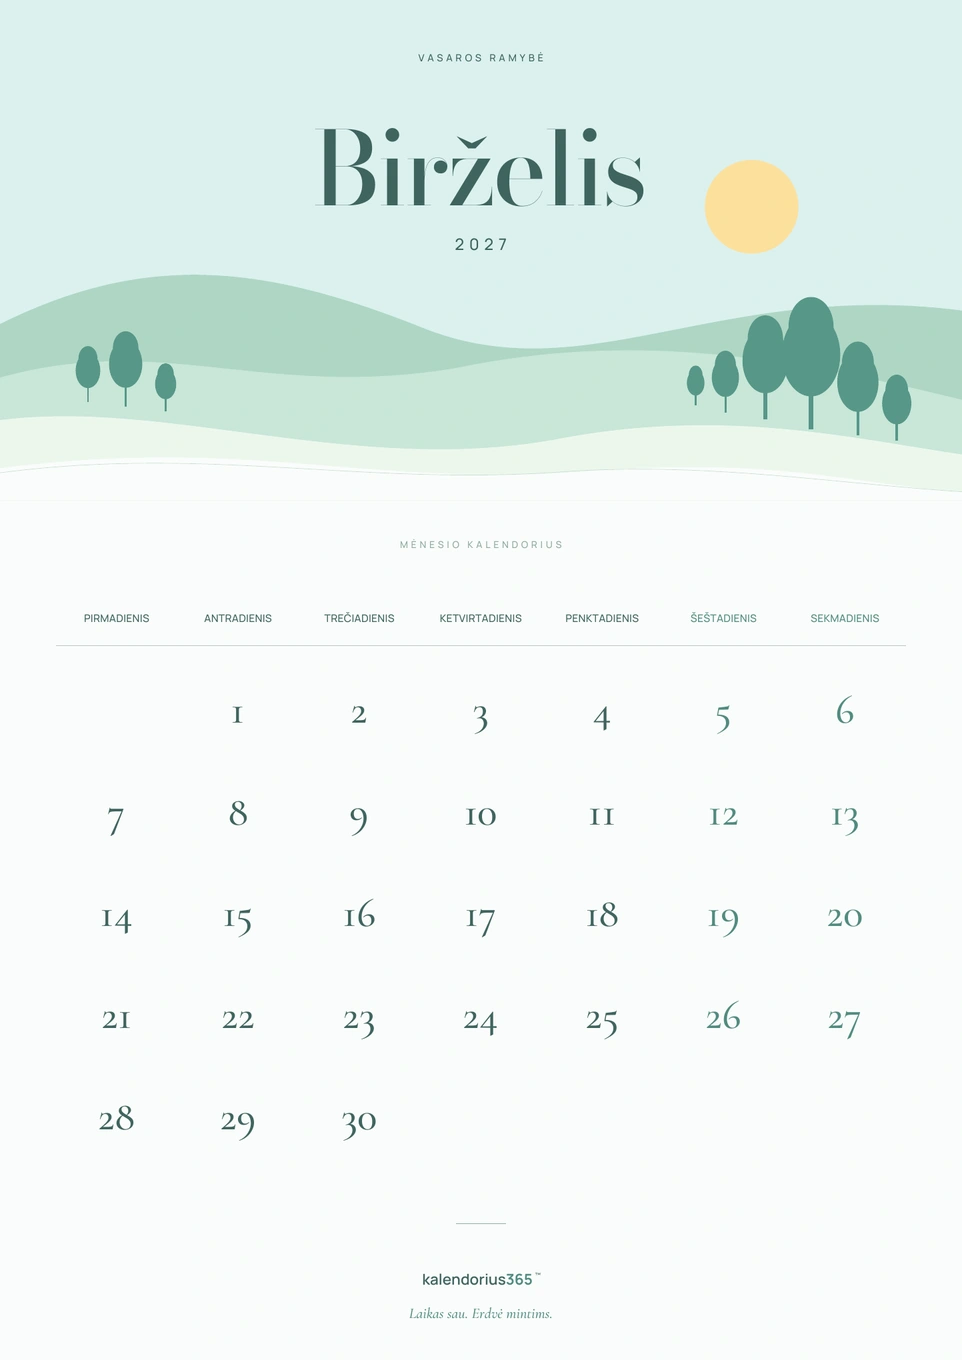 VASAROS RAMYBĖ
Birželis
2027
MĖNESIO KALENDORIUS
PIRMADIENIS ANTRADIENIS TREČIADIENIS KETVIRTADIENIS PENKTADIENIS ŠEŠTADIENIS SEKMADIENIS
1 2 3 4 5 6
7 8 9 10 11 12 13
14 15 16 17 18 19 20
21 22 23 24 25 26 27
28 29 30
kalendorius365™
Laikas sau. Erdvė mintims.